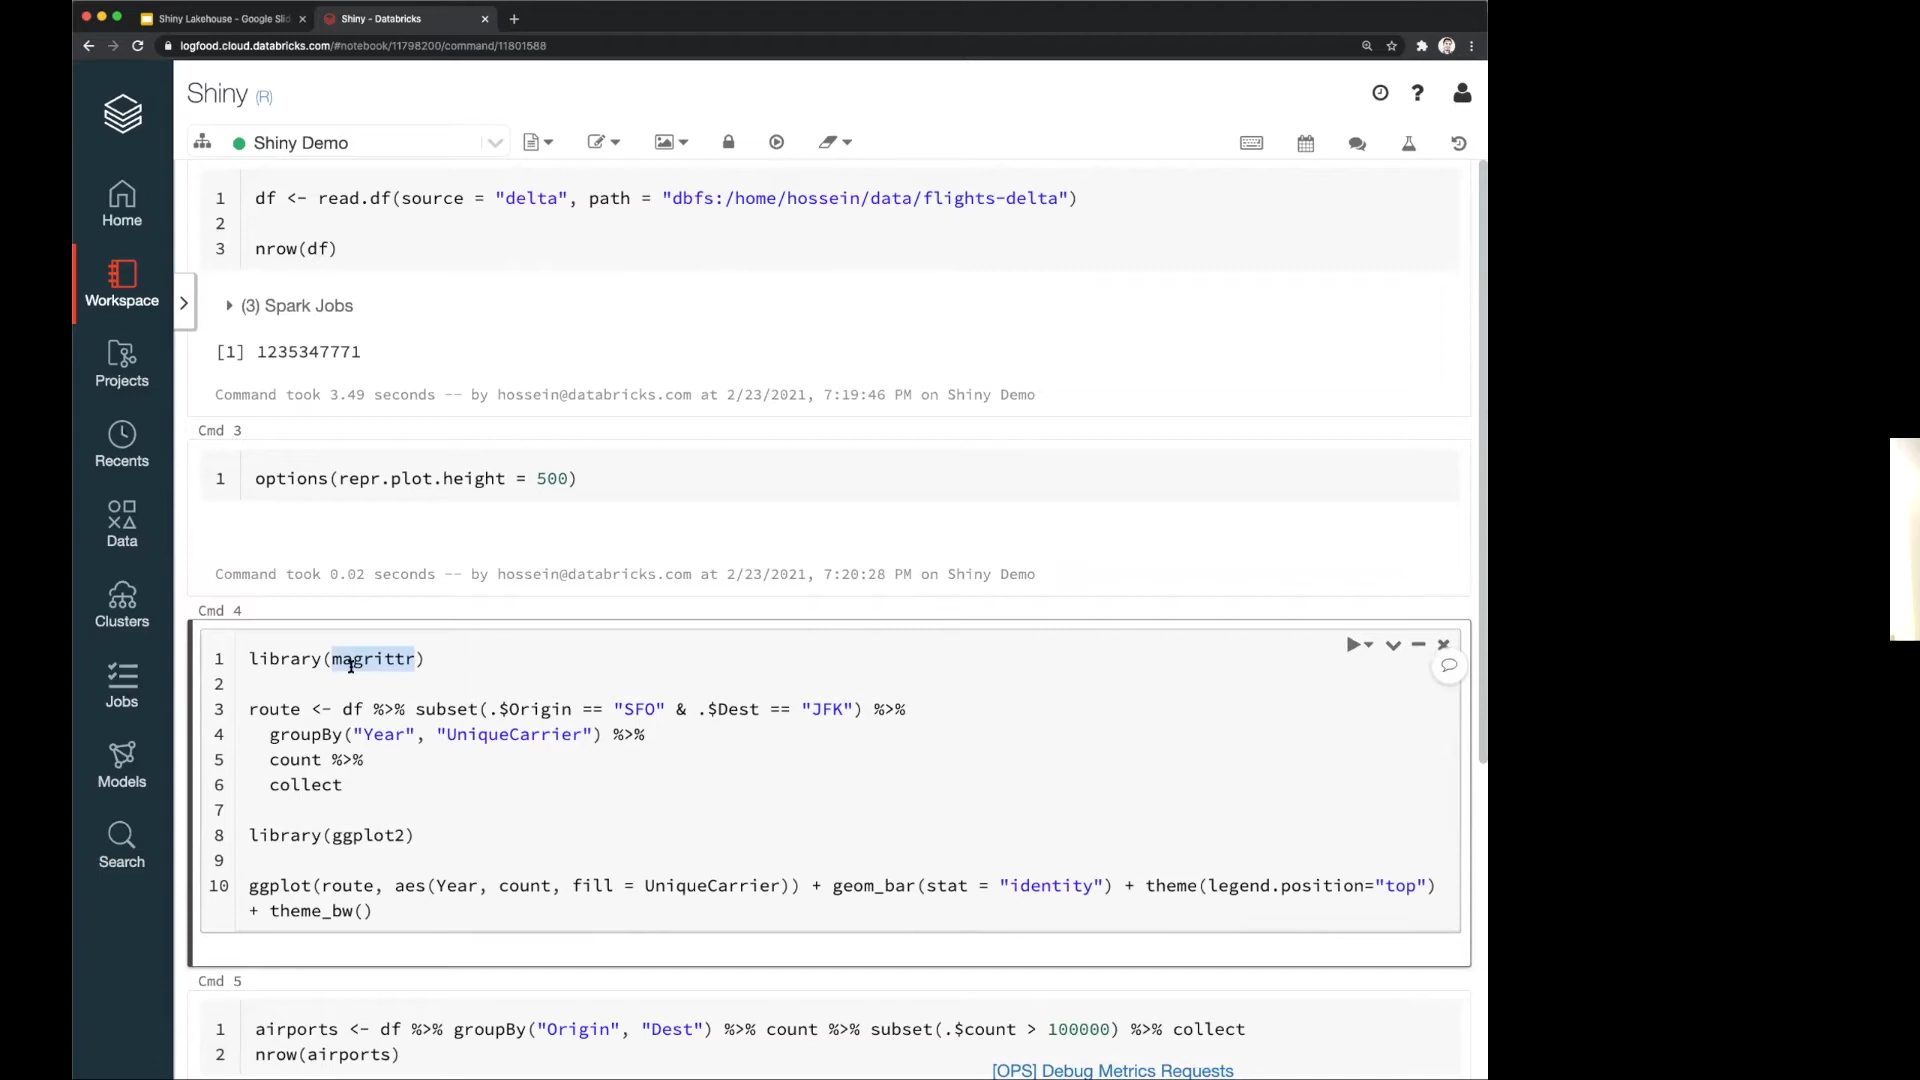 Shiny Lakehouse - Google Slid
Shiny - Databricks
logfood.cloud.databricks.com/#notebook/11798200/command/11801588
Shiny (R)
Shiny Demo
Home
Workspace
Projects
Recents
Data
Clusters
Jobs
Models
Search
1 df <- read.df(source = "delta", path = "dbfs:/home/hossein/data/flights-delta")
2
3 nrow(df)
(3) Spark Jobs
[1] 1235347771
Command took 3.49 seconds -- by hossein@databricks.com at 2/23/2021, 7:19:46 PM on Shiny Demo
Cmd 3
1 options(repr.plot.height = 500)
Command took 0.02 seconds -- by hossein@databricks.com at 2/23/2021, 7:20:28 PM on Shiny Demo
Cmd 4
1 library(magrittr)
2
3 route <- df %>% subset(.$Origin == "SFO" & .$Dest == "JFK") %>%
4 groupBy("Year", "UniqueCarrier") %>%
5 count %>%
6 collect
7
8 library(ggplot2)
9
10 ggplot(route, aes(Year, count, fill = UniqueCarrier)) + geom_bar(stat = "identity") + theme(legend.position="top")
+ theme_bw()
Cmd 5
1 airports <- df %>% groupBy("Origin", "Dest") %>% count %>% subset(.$count > 100000) %>% collect
2 nrow(airports)
[OPS] Debug Metrics Requests